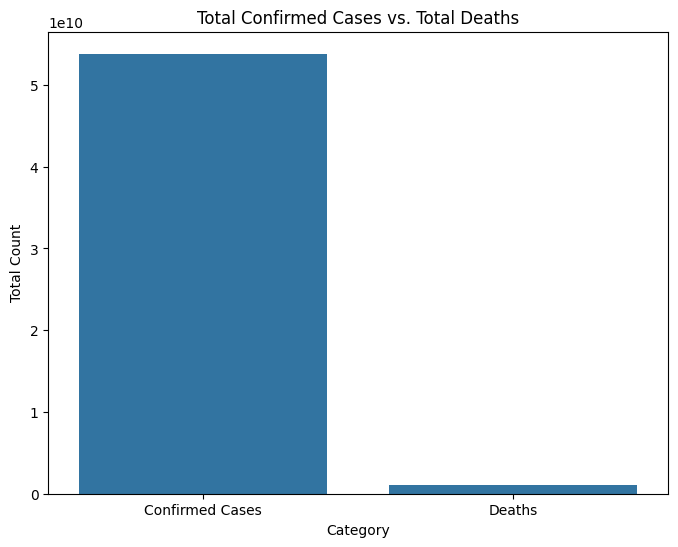 Total Confirmed Cases vs. Total Deaths
1e10
5
4
3
2
1
0
Total Count
Confirmed Cases
Deaths
Category